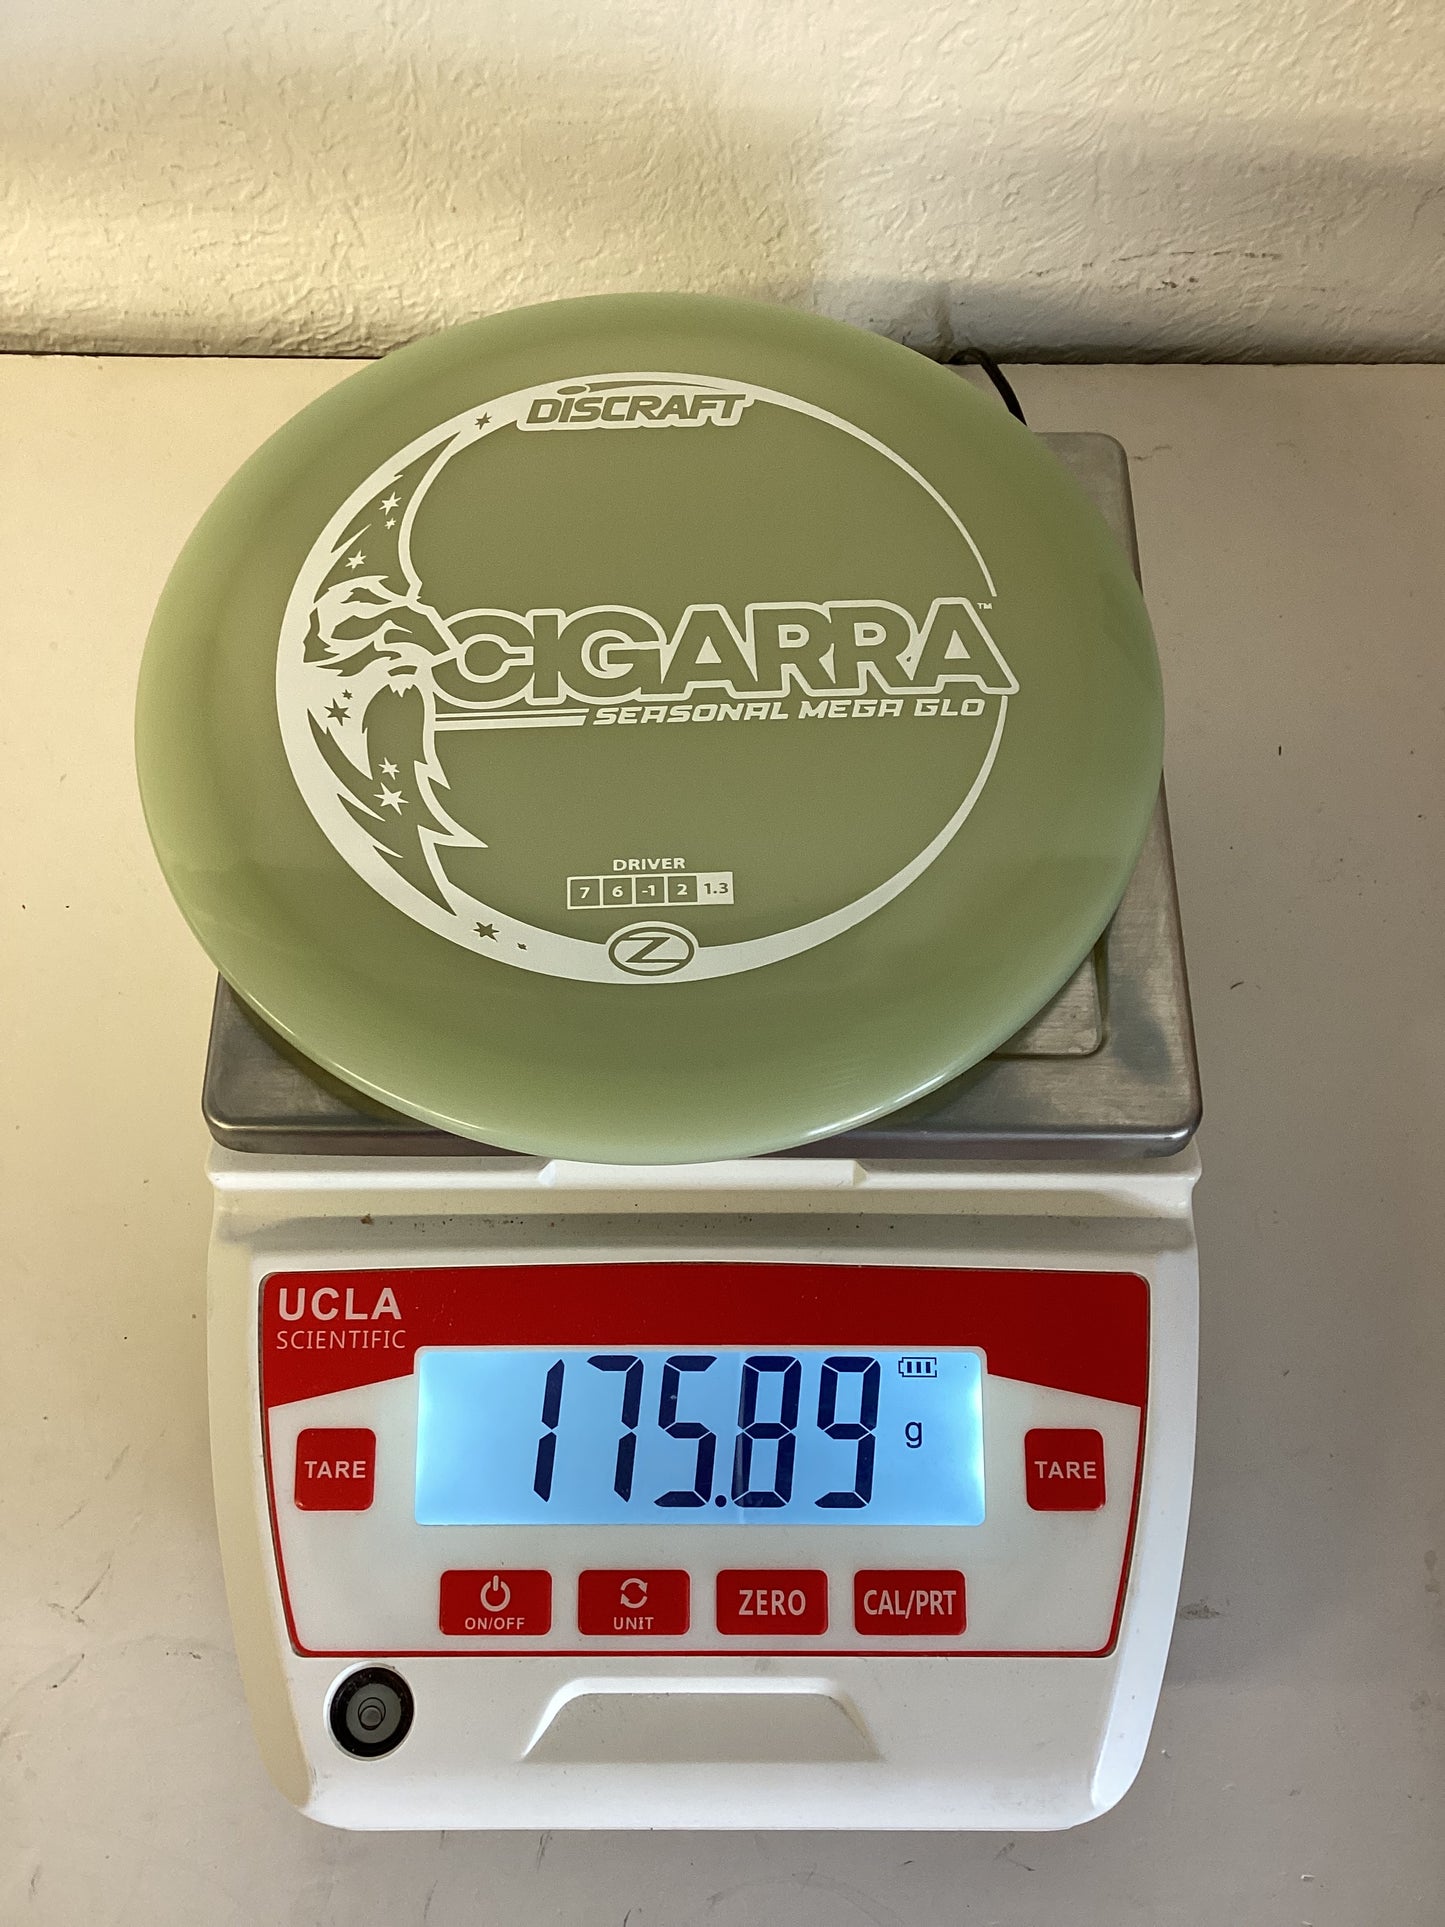 DISCRAFT
CIGARRA™
SEASONAL MEGA GLO
DRIVER
7 6 -1 2 1.3
Z
UCLA
SCIENTIFIC
175.89 g
TARE
TARE
ON/OFF
UNIT
ZERO
CAL/PRT